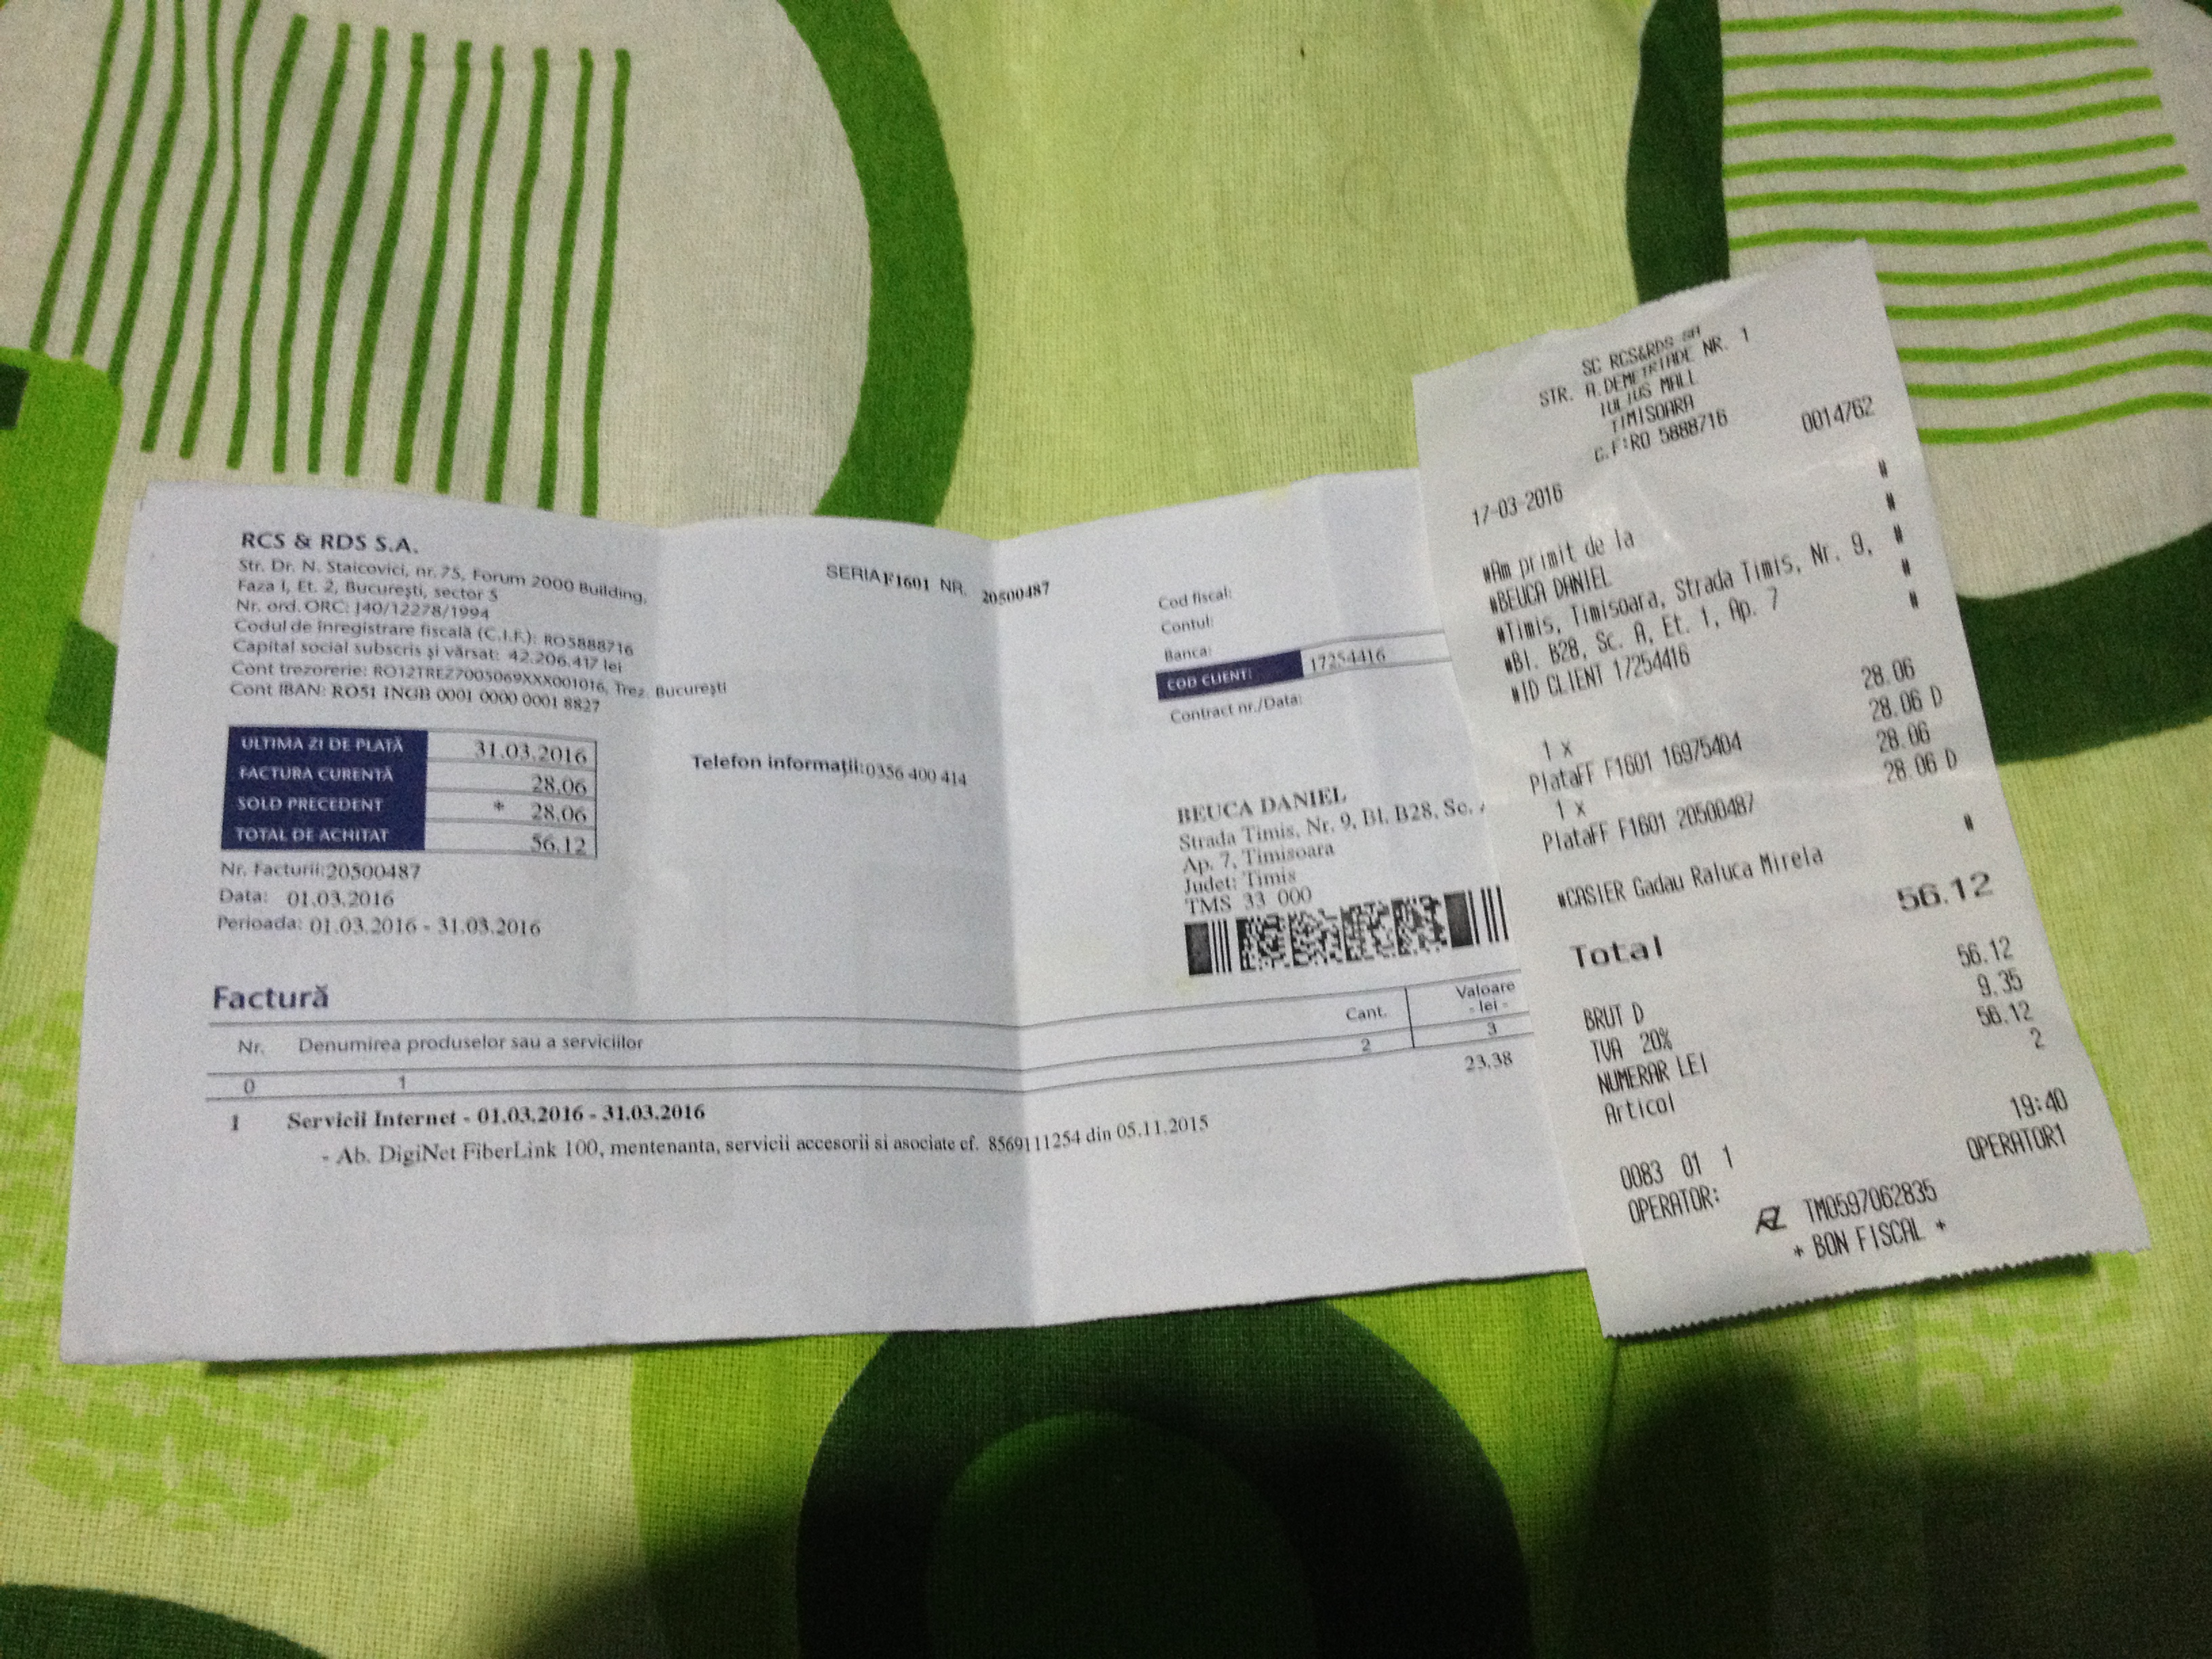 RCS & RDS S.A.
Str. Dr. N. Staicovici, nr. 75, Forum 2000 Building,
Faza I, Et. 2, București, sector 5
Nr. ord. ORC: J40/12278/1994
Codul de înregistrare fiscală (C.I.F.): RO5888716
Capital social subscris și vărsat: 42.206.417 lei
Cont trezorerie: RO12TREZ7005069XXX001016, Trez. București
Cont IBAN: RO51 INGB 0001 0000 0001 8827
ULTIMA ZI DE PLATĂ 31.03.2016
FACTURA CURENTĂ 28.06
SOLD PRECEDENT + 28.06
TOTAL DE ACHITAT 56.12
Nr. Facturii:20500487
Data: 01.03.2016
Perioada: 01.03.2016 - 31.03.2016
SERIA F1601 NR. 20500487
Telefon informații:0356 400 414
Cod fiscal:
Contul:
Banca:
COD CLIENT: 17254416
Contract nr./Data:
BEUCA DANIEL
Strada Timis, Nr. 9, Bl. B28, Sc.
Ap. 7, Timisoara
Judet: Timis
TMS 33 000
Factură
Nr. Denumirea produselor sau a serviciilor Cant. Valoare
- lei -
0 1 2 3
1 Servicii Internet - 01.03.2016 - 31.03.2016 23.38
- Ab. DigiNet FiberLink 100, mentenanta, servicii accesorii si asociate cf. 856911254 din 05.11.2015
SC RCS&RDS SA
STR. A.DEMETRIADE NR. 1
IULIUS MALL
TIMISOARA
C.F:RO 5888716
17-03-2016 0014762
#Am primit de la #
#BEUCA DANIEL #
#Timis, Timisoara, Strada Timis, Nr. 9, #
#Bl. B28, Sc. A, Et. 1, Ap. 7 #
#ID CLIENT 17254416 #
1 x 28.06
PlataFF F1601 16975404 28.06 D
1 x 28.06
PlataFF F1601 20500487 28.06 D
#CASIER Gadau Raluca Mirela #
Total 56.12
BRUT D 56.12
TVA 20% 9.35
NUMERAR LEI 56.12
Articol 2
0083 01 1 19:40
OPERATOR: OPERATOR1
TM0597062835
+ BON FISCAL +